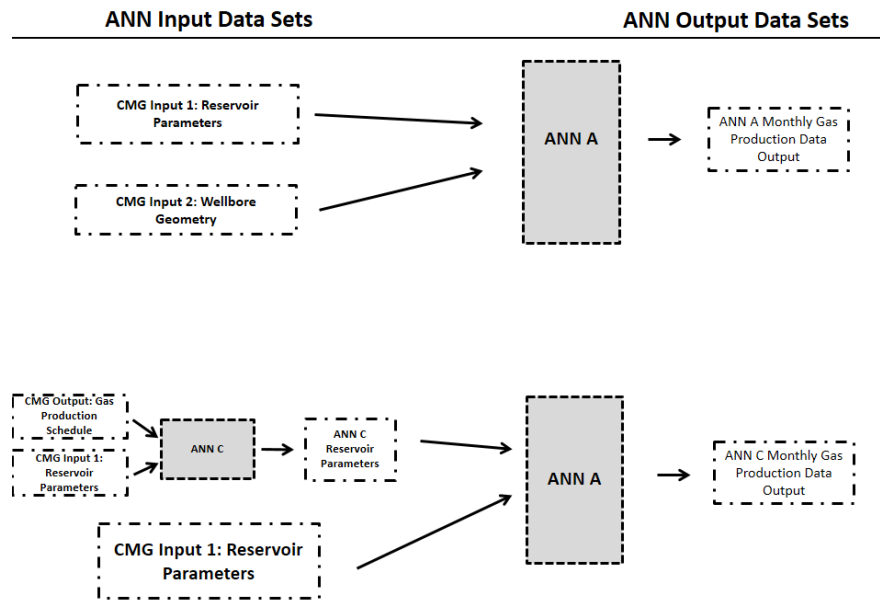 ANN Input Data Sets
ANN Output Data Sets
CMG Input 1: Reservoir
Parameters
CMG Input 2: Wellbore
Geometry
ANN A
ANN A Monthly Gas
Production Data
Output
CMG Output: Gas
Production
Schedule
CMG Input 1:
Reservoir
Parameters
ANN C
ANN C
Reservoir
Parameters
CMG Input 1: Reservoir
Parameters
ANN A
ANN C Monthly Gas
Production Data
Output